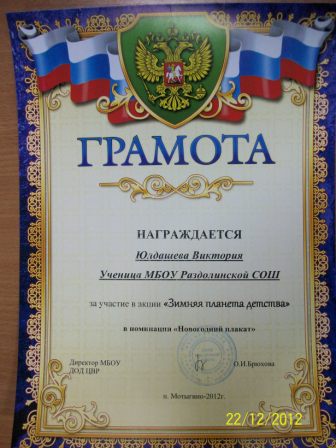 ГРАМОТА
НАГРАЖДАЕТСЯ
Юлдашева Виктория
Ученица МБОУ Раздолинской СОШ
за участие в акции «Зимняя планета детства»
в номинации «Новогодний плакат»
Директор МБОУ О.И.Брюхова
ДОД ЦВР
п. Мотыгино-2012г.
22/12/2012